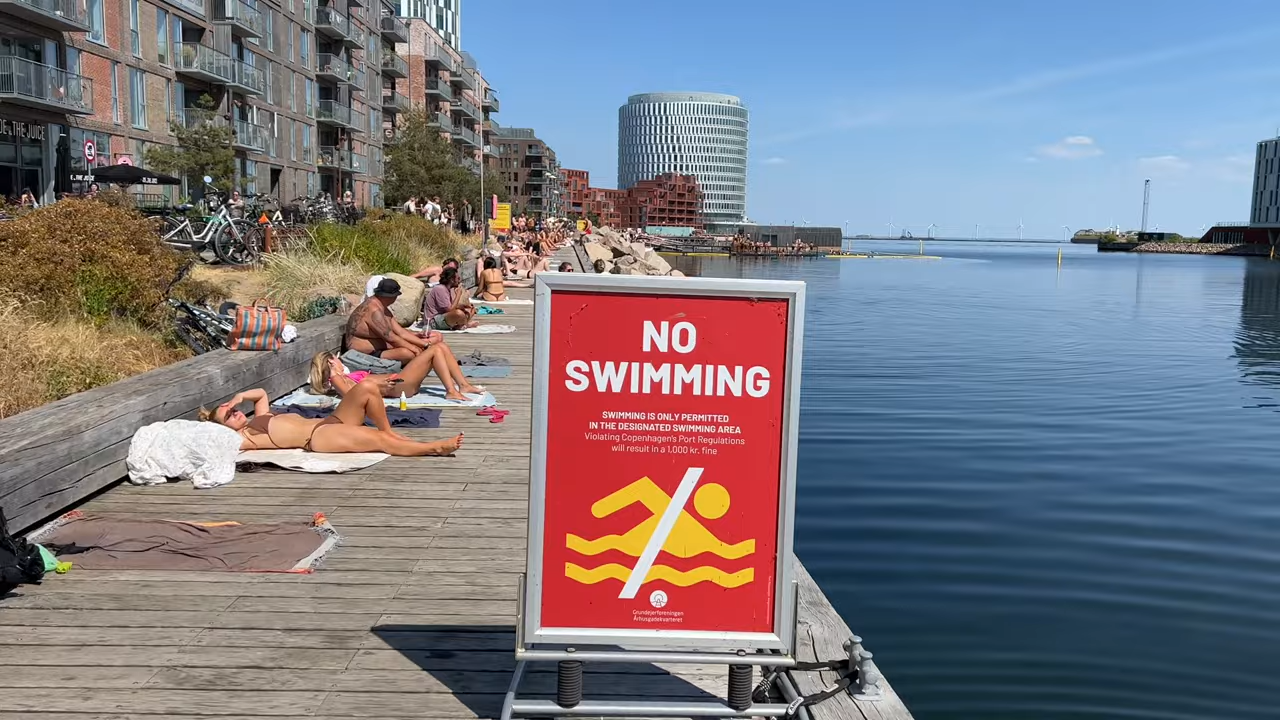 NO
SWIMMING
SWIMMING IS ONLY PERMITTED
IN THE DESIGNATED SWIMMING AREA
Violating Copenhagen's Port Regulations
will result in a 1,000 kr. fine
Grundejerforeningen
Århusgadekvarteret
JOE & THE JUICE